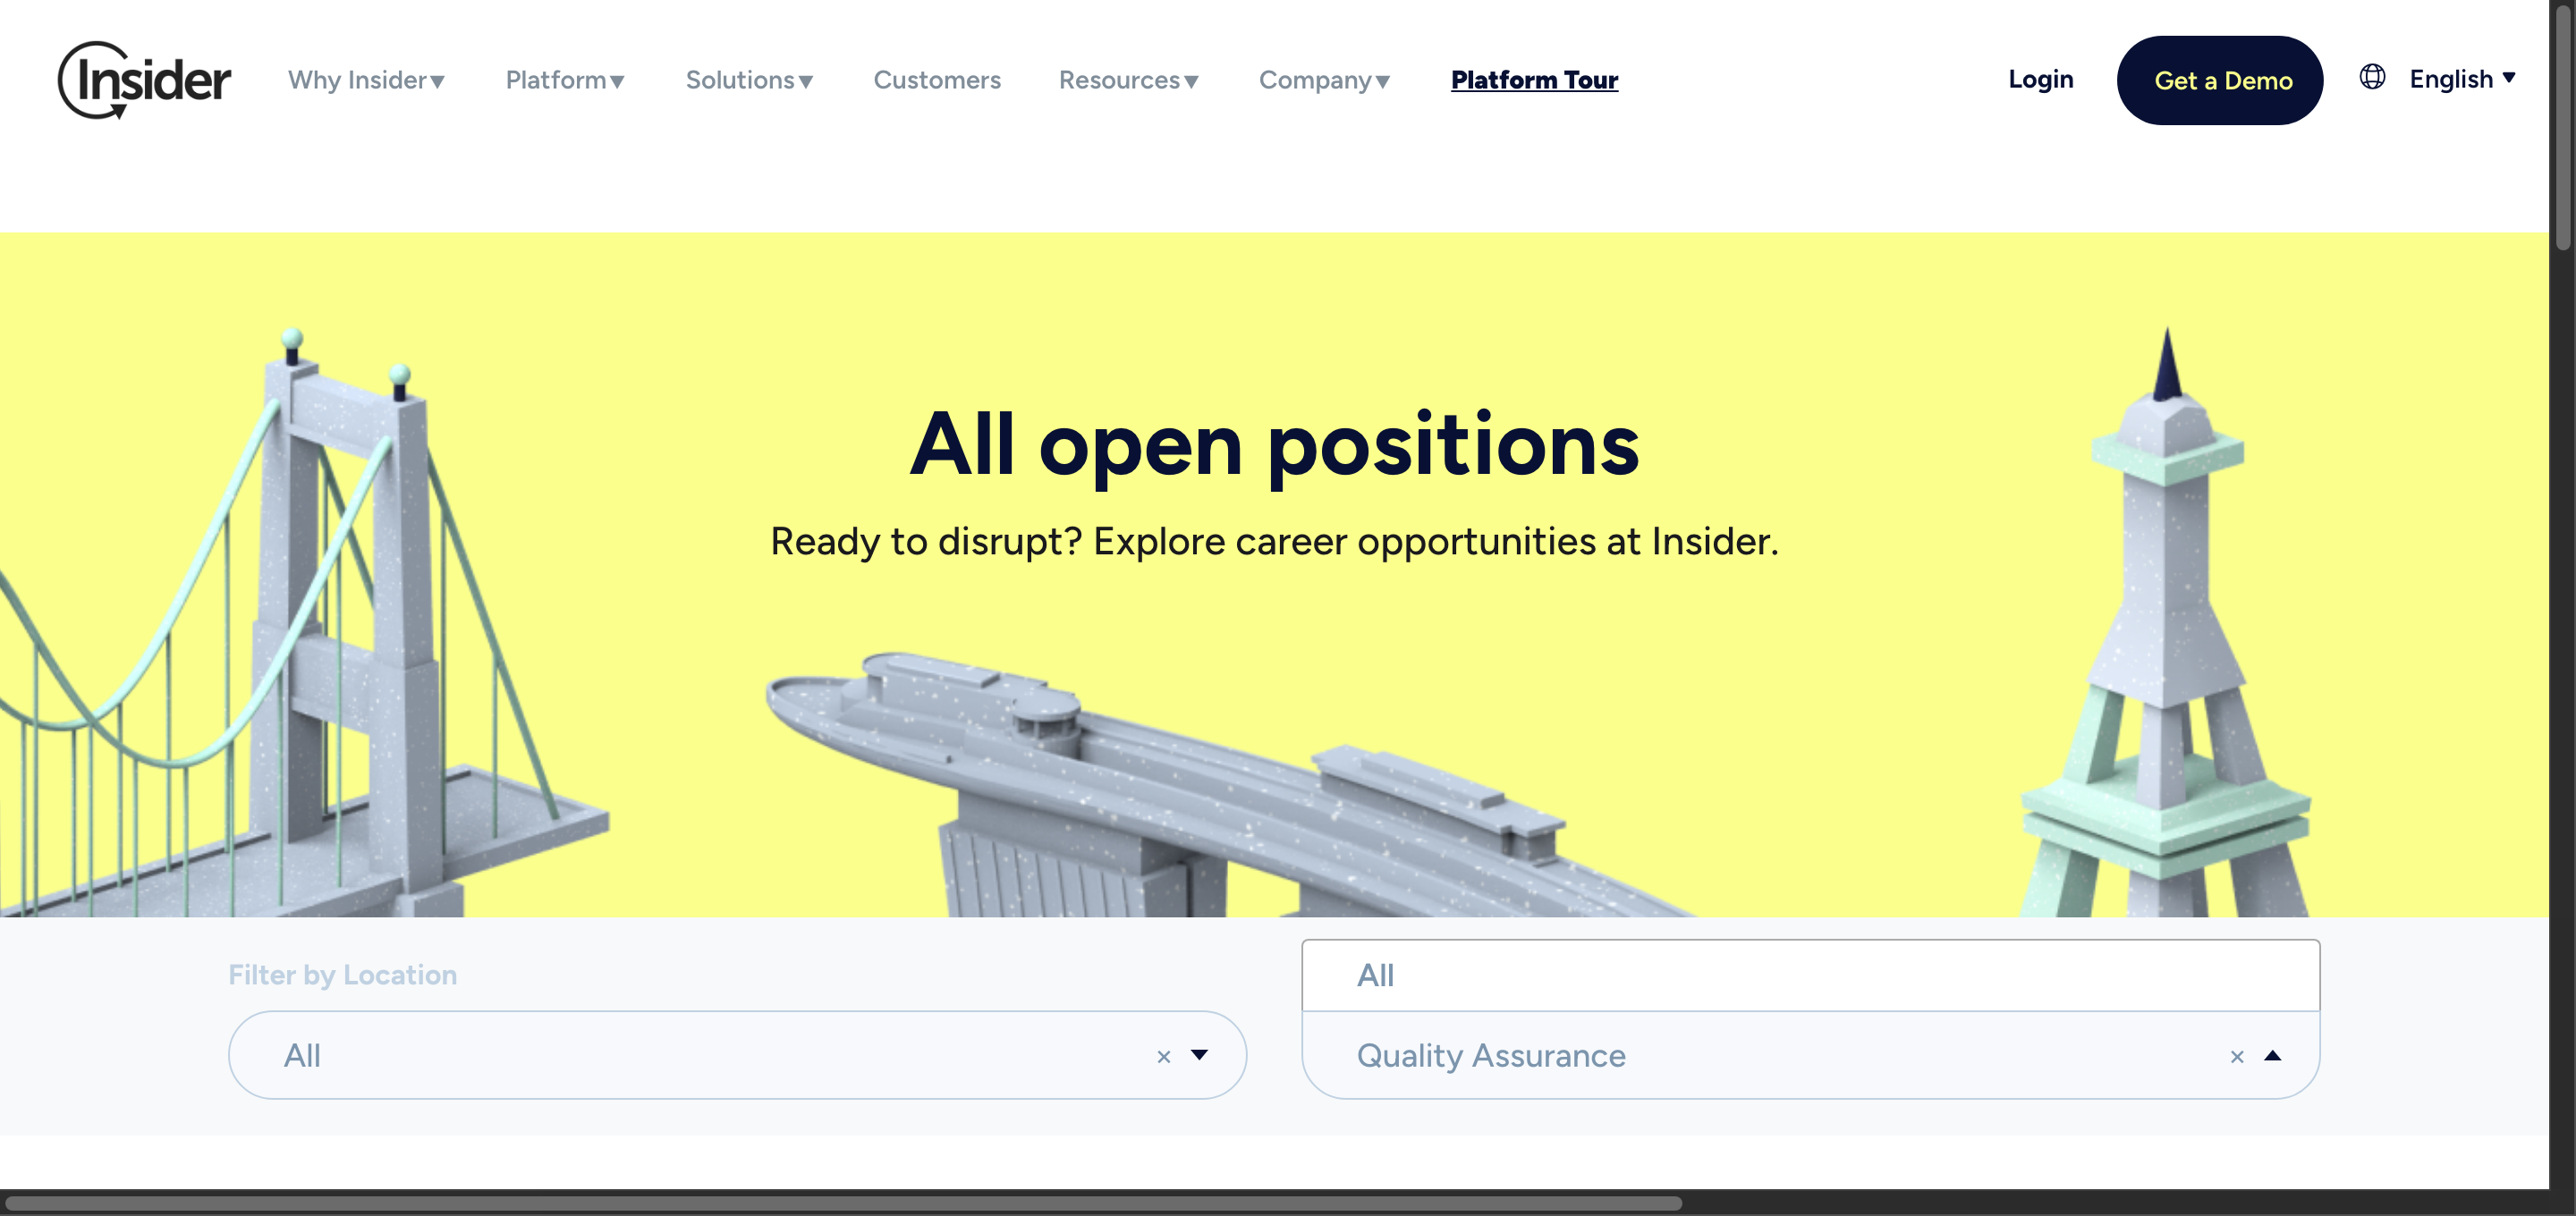 Insider
Why Insider Platform Solutions Customers Resources Company Platform Tour Login Get a Demo English
All open positions
Ready to disrupt? Explore career opportunities at Insider.
Filter by Location
All
All
Quality Assurance